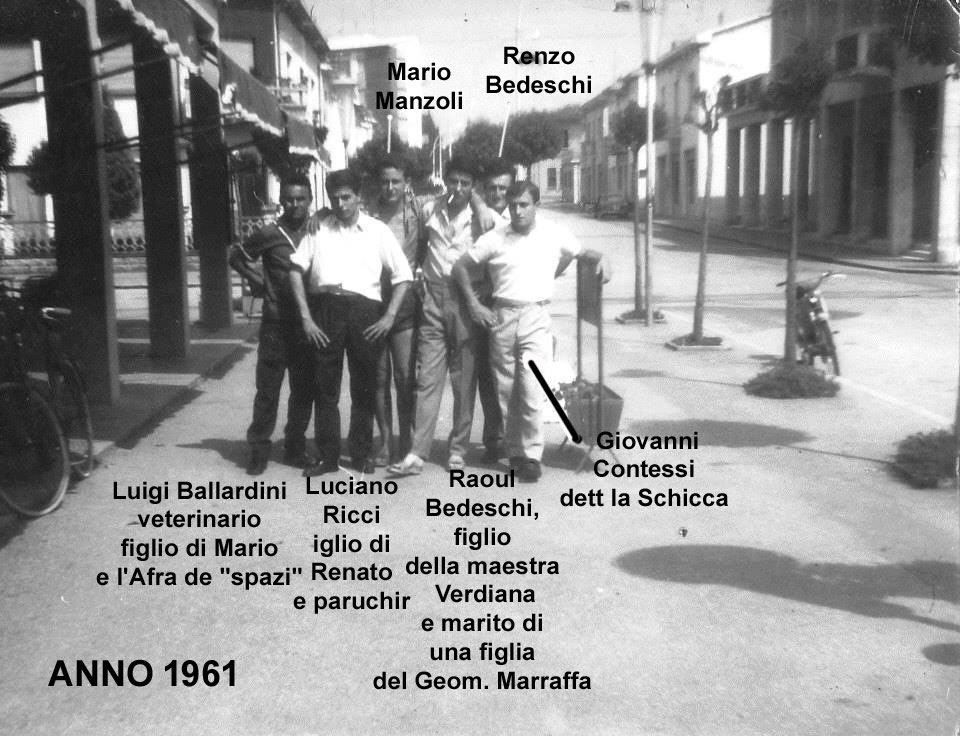 Mario
Manzoli
Renzo
Bedeschi
Luigi Ballardini
veterinario
figlio di Mario
e l'Afra de "spazi"
Luciano
Ricci
iglio di
Renato
e paruchir
Raoul
Bedeschi,
figlio
della maestra
Verdiana
e marito di
una figlia
del Geom. Marraffa
Giovanni
Contessi
dett la Schicca
ANNO 1961